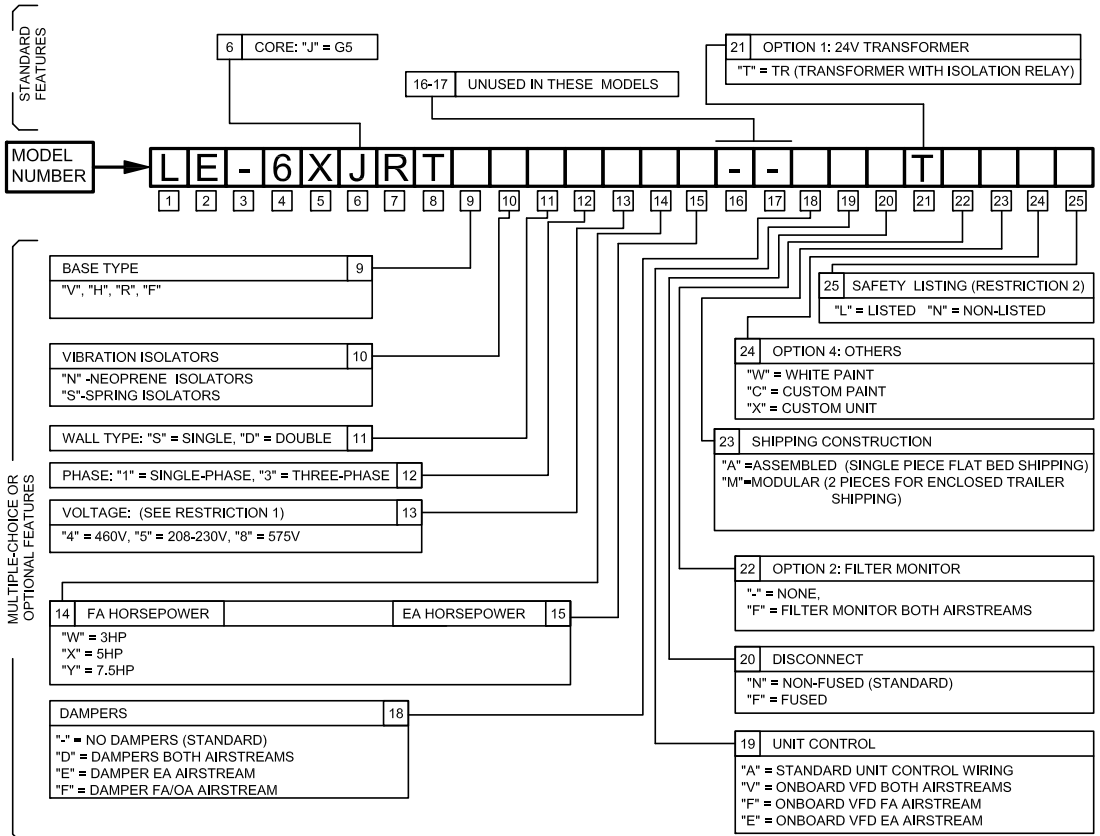 STANDARD
FEATURES
6 CORE: "J" = G5
16-17 UNUSED IN THESE MODELS
21 OPTION 1: 24V TRANSFORMER
"T" = TR (TRANSFORMER WITH ISOLATION RELAY)
MODEL
NUMBER
L E - 6 X J R T - - T
1 2 3 4 5 6 7 8 9 10 11 12 13 14 15 16 17 18 19 20 21 22 23 24 25
MULTIPLE-CHOICE OR
OPTIONAL FEATURES
BASE TYPE 9
"V", "H", "R", "F"
VIBRATION ISOLATORS 10
"N" -NEOPRENE ISOLATORS
"S"-SPRING ISOLATORS
WALL TYPE: "S" = SINGLE, "D" = DOUBLE 11
PHASE: "1" = SINGLE-PHASE, "3" = THREE-PHASE 12
VOLTAGE: (SEE RESTRICTION 1) 13
"4" = 460V, "5" = 208-230V, "8" = 575V
14 FA HORSEPOWER EA HORSEPOWER 15
"W" = 3HP
"X" = 5HP
"Y" = 7.5HP
DAMPERS 18
"-" = NO DAMPERS (STANDARD)
"D" = DAMPERS BOTH AIRSTREAMS
"E" = DAMPER EA AIRSTREAM
"F" = DAMPER FA/OA AIRSTREAM
25 SAFETY LISTING (RESTRICTION 2)
"L" = LISTED "N" = NON-LISTED
24 OPTION 4: OTHERS
"W" = WHITE PAINT
"C" = CUSTOM PAINT
"X" = CUSTOM UNIT
23 SHIPPING CONSTRUCTION
"A" =ASSEMBLED (SINGLE PIECE FLAT BED SHIPPING)
"M"=MODULAR (2 PIECES FOR ENCLOSED TRAILER
SHIPPING)
22 OPTION 2: FILTER MONITOR
"-" = NONE,
"F" = FILTER MONITOR BOTH AIRSTREAMS
20 DISCONNECT
"N" = NON-FUSED (STANDARD)
"F" = FUSED
19 UNIT CONTROL
"A" = STANDARD UNIT CONTROL WIRING
"V" = ONBOARD VFD BOTH AIRSTREAMS
"F" = ONBOARD VFD FA AIRSTREAM
"E" = ONBOARD VFD EA AIRSTREAM